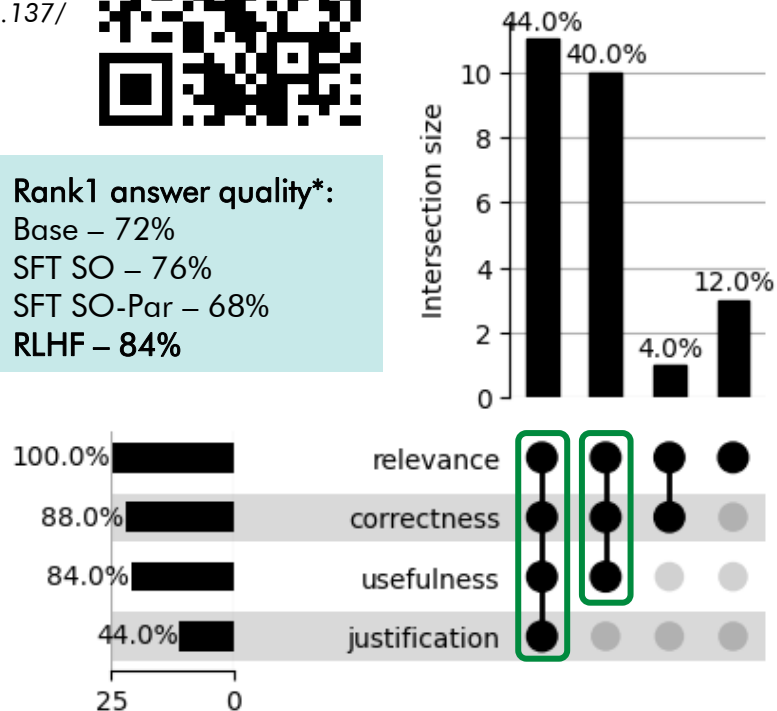 .137/
Rank1 answer quality*:
Base – 72%
SFT SO – 76%
SFT SO-Par – 68%
RLHF – 84%
44.0%
40.0%
4.0%
12.0%
Intersection size
10
8
6
4
2
0
100.0%
88.0%
84.0%
44.0%
relevance
correctness
usefulness
justification
25
0